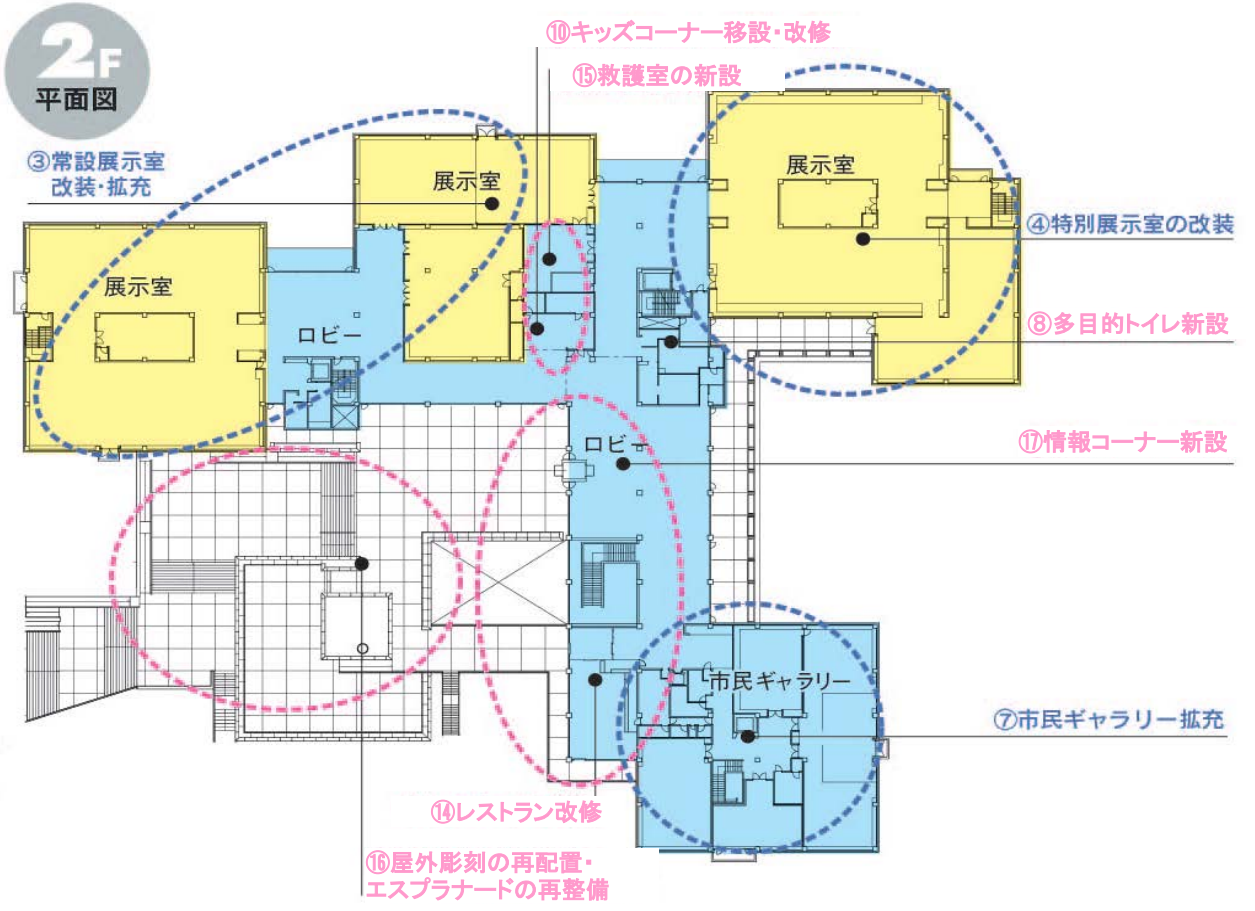 2F
平面図
⑩キッズコーナー移設・改修
⑮救護室の新設
③常設展示室
改装・拡充
展示室
展示室
④特別展示室の改装
展示室
ロビー
⑧多目的トイレ新設
ロビー
⑰情報コーナー新設
市民ギャラリー
⑦市民ギャラリー拡充
⑭レストラン改修
⑯屋外彫刻の再配置・
エスプラナードの再整備